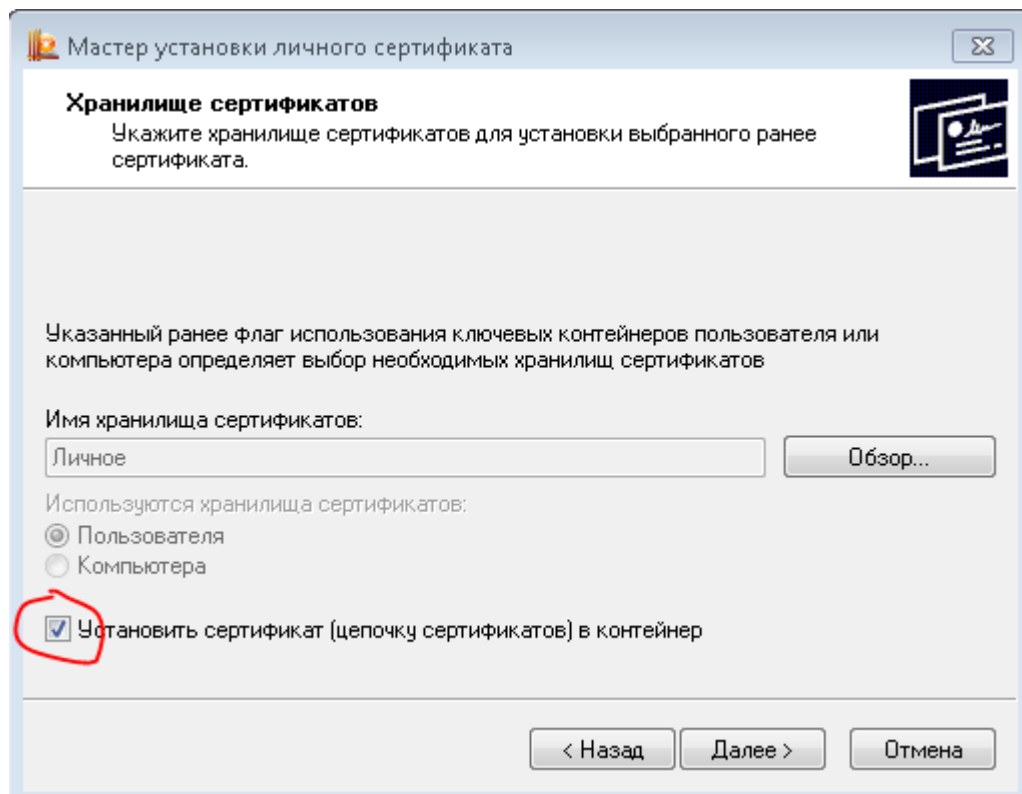 Мастер установки личного сертификата
Хранилище сертификатов
Укажите хранилище сертификатов для установки выбранного ранее
сертификата.
Указанный ранее флаг использования ключевых контейнеров пользователя или
компьютера определяет выбор необходимых хранилищ сертификатов
Имя хранилища сертификатов:
Личное
Обзор...
Используются хранилища сертификатов:
Пользователя
Компьютера
Установить сертификат (цепочку сертификатов) в контейнер
< Назад
Далее >
Отмена